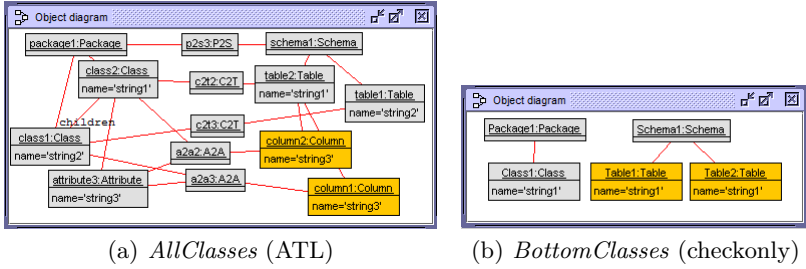 Object diagram
package1:Package
p2s3:P2S
schema1:Schema
class2:Class
name='string1'
c2t2:C2T
table2:Table
name='string1'
table1:Table
name='string2'
children
c2t3:C2T
class1:Class
name='string2'
a2a2:A2A
column2:Column
name='string3'
attribute3:Attribute
name='string3'
a2a3:A2A
column1:Column
name='string3'
(a) AllClasses (ATL)
Object diagram
Package1:Package
Schema1:Schema
Class1:Class
name='string1'
Table1:Table
name='string1'
Table2:Table
name='string1'
(b) BottomClasses (checkonly)